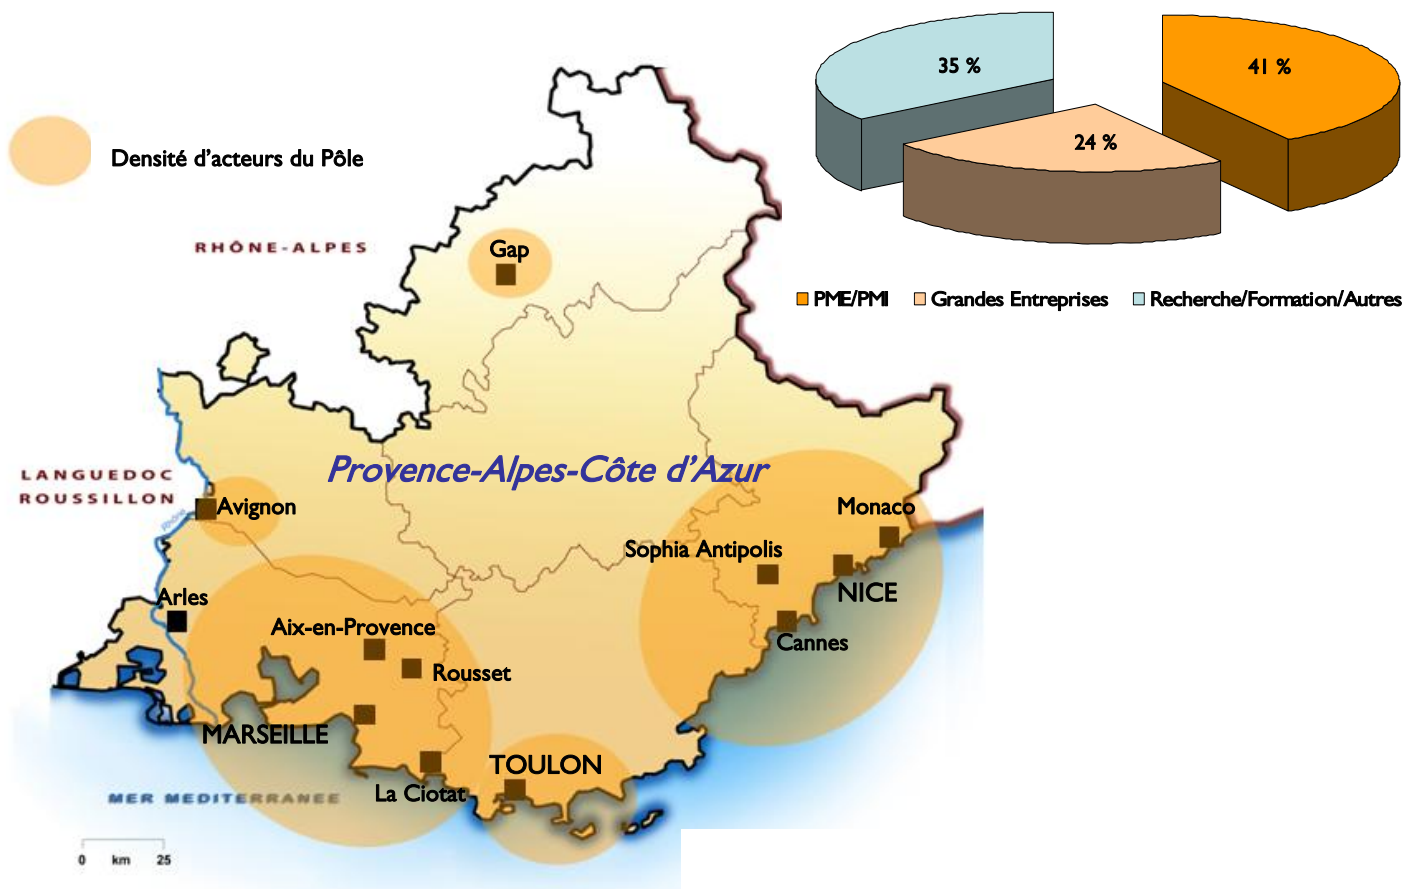 35 %
41 %
24 %
PME/PMI
Grandes Entreprises
Recherche/Formation/Autres
Densité d'acteurs du Pôle
RHÔNE-ALPES
Gap
Provence-Alpes-Côte d'Azur
LANGUEDOC
ROUSSILLON
Avignon
Rhône
Monaco
Sophia Antipolis
NICE
Cannes
Arles
Aix-en-Provence
Rousset
MARSEILLE
TOULON
La Ciotat
MER MEDITERRANEE
0 km 25